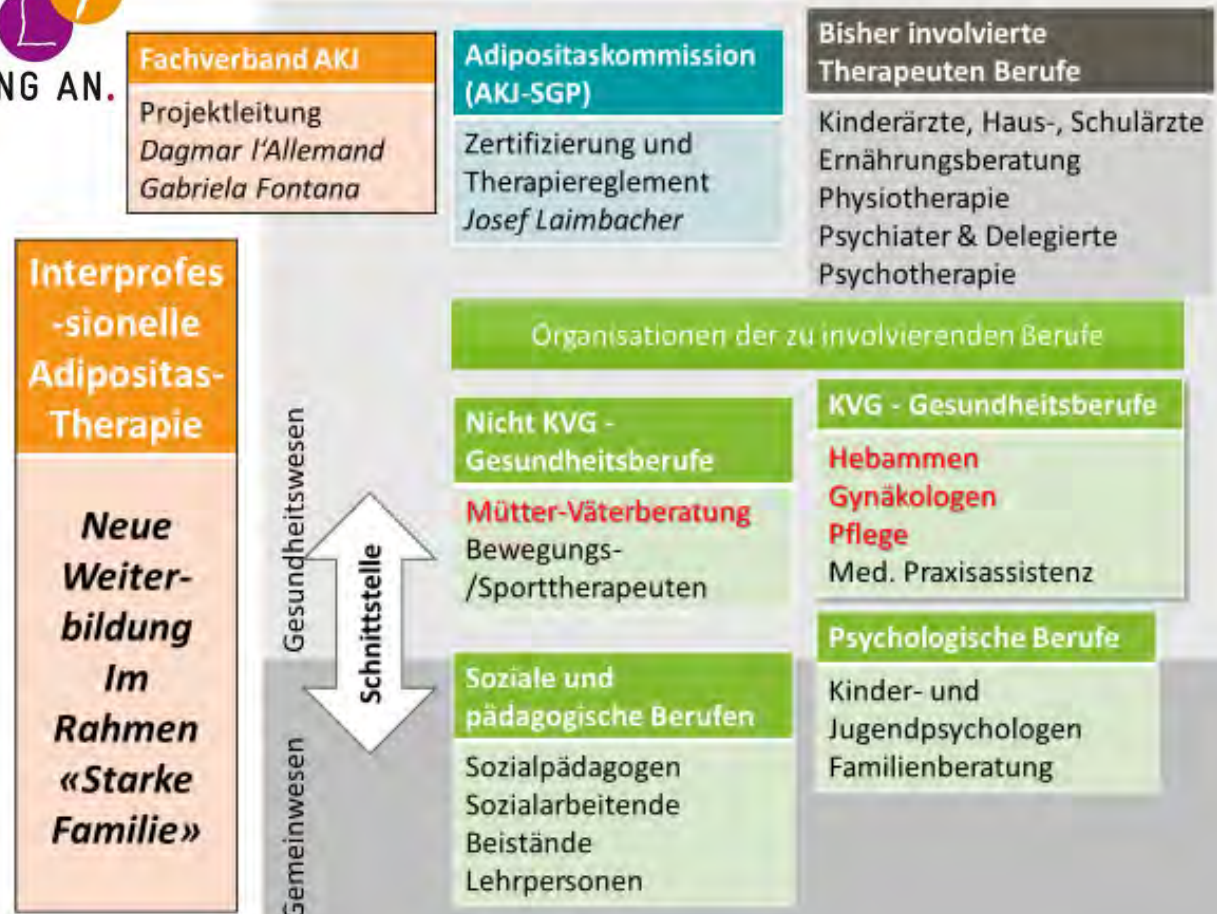 NG AN.
Fachverband AKJ
Projektleitung
Dagmar l'Allemand
Gabriela Fontana
Adipositaskommission
(AKJ-SGP)
Zertifizierung und
Therapiereglement
Josef Laimbacher
Bisher involvierte
Therapeuten Berufe
Kinderärzte, Haus-, Schulärzte
Ernährungsberatung
Physiotherapie
Psychiater & Delegierte
Psychotherapie
Interprofes
-sionelle
Adipositas-
Therapie
Neue
Weiter-
bildung
Im
Rahmen
«Starke
Familie»
Gesundheitswesen
Schnittstelle
Gemeinwesen
Organisationen der zu involvierenden Berufe
Nicht KVG -
Gesundheitsberufe
Mütter-Väterberatung
Bewegungs-
/Sporttherapeuten
KVG - Gesundheitsberufe
Hebammen
Gynäkologen
Pflege
Med. Praxisassistenz
Soziale und
pädagogische Berufen
Sozialpädagogen
Sozialarbeitende
Beistände
Lehrpersonen
Psychologische Berufe
Kinder- und
Jugendpsychologen
Familienberatung